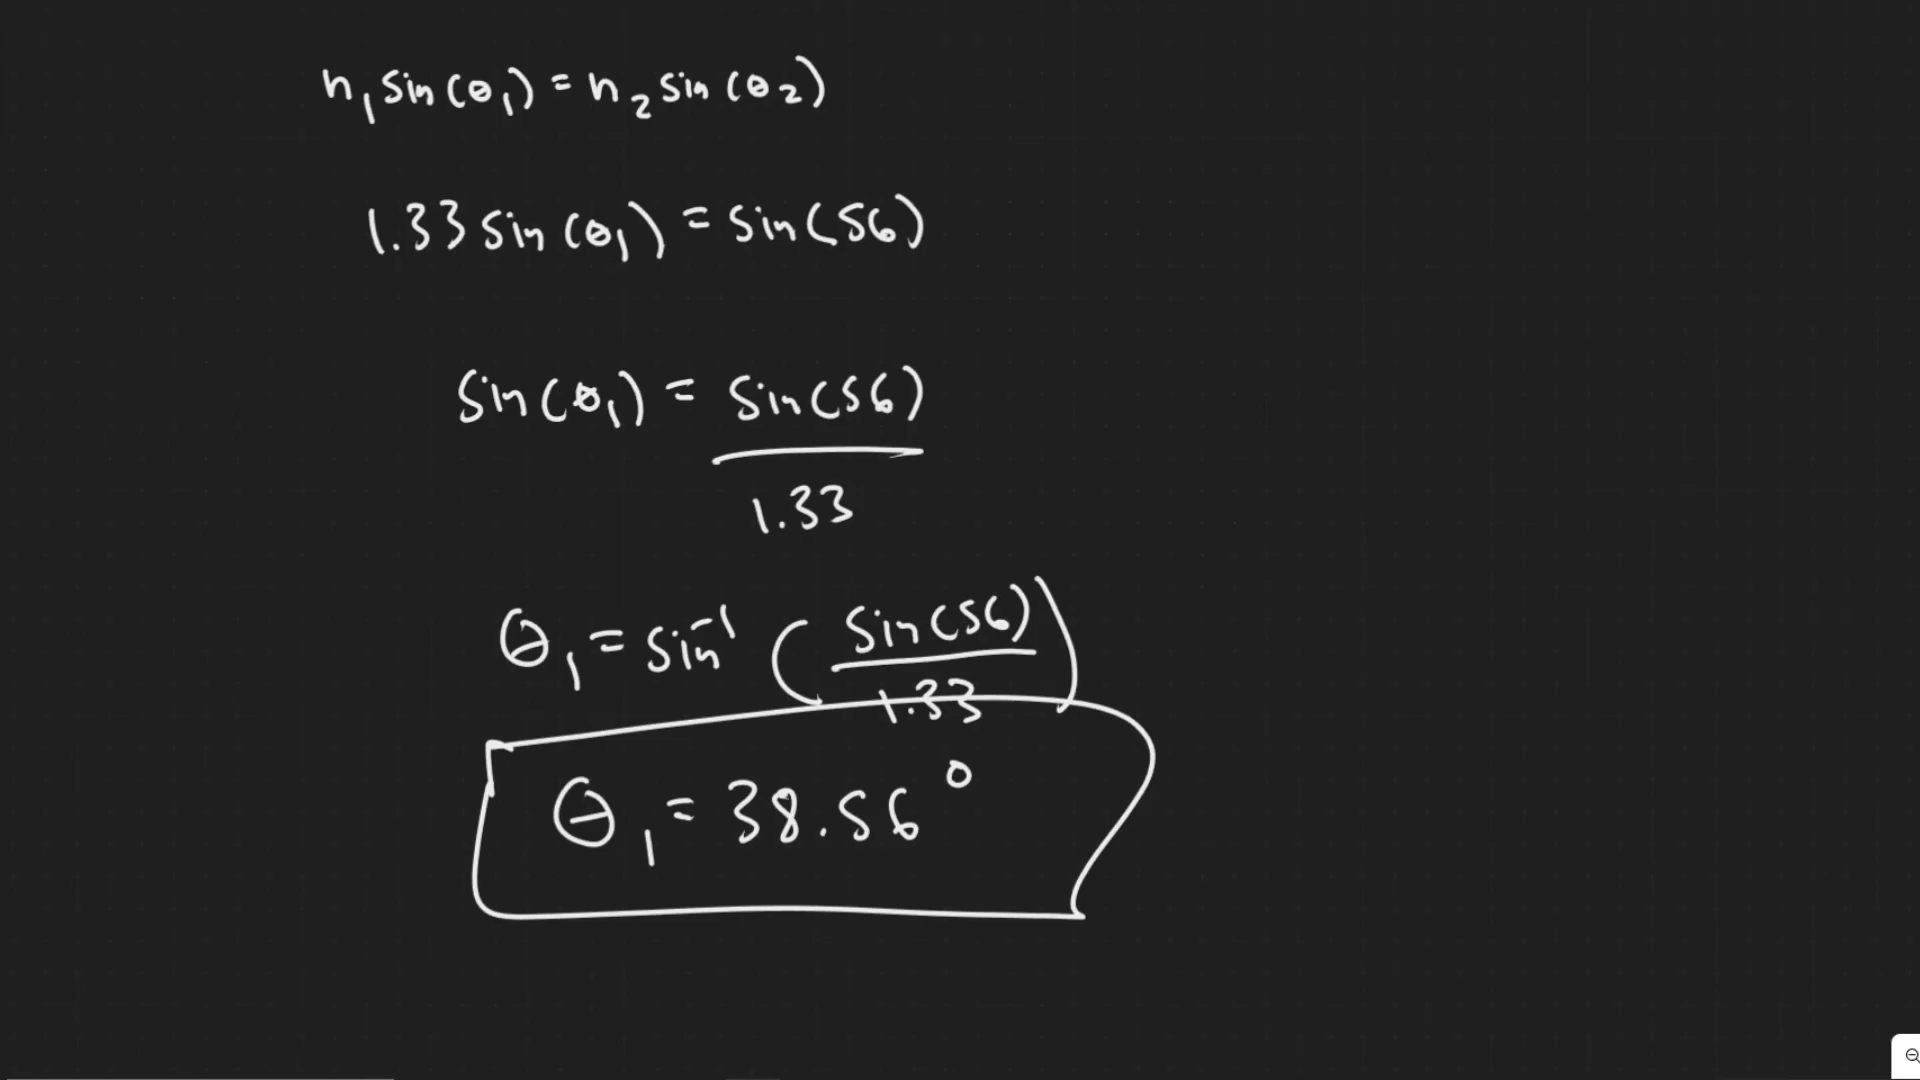 n₁ sin(θ₁) = n₂ sin(θ₂)
1.33 sin(θ₁) = sin(56)
sin(θ₁) = sin(56)
1.33
θ₁ = sin⁻¹ (sin(56)
1.33)
θ₁ = 38.56°